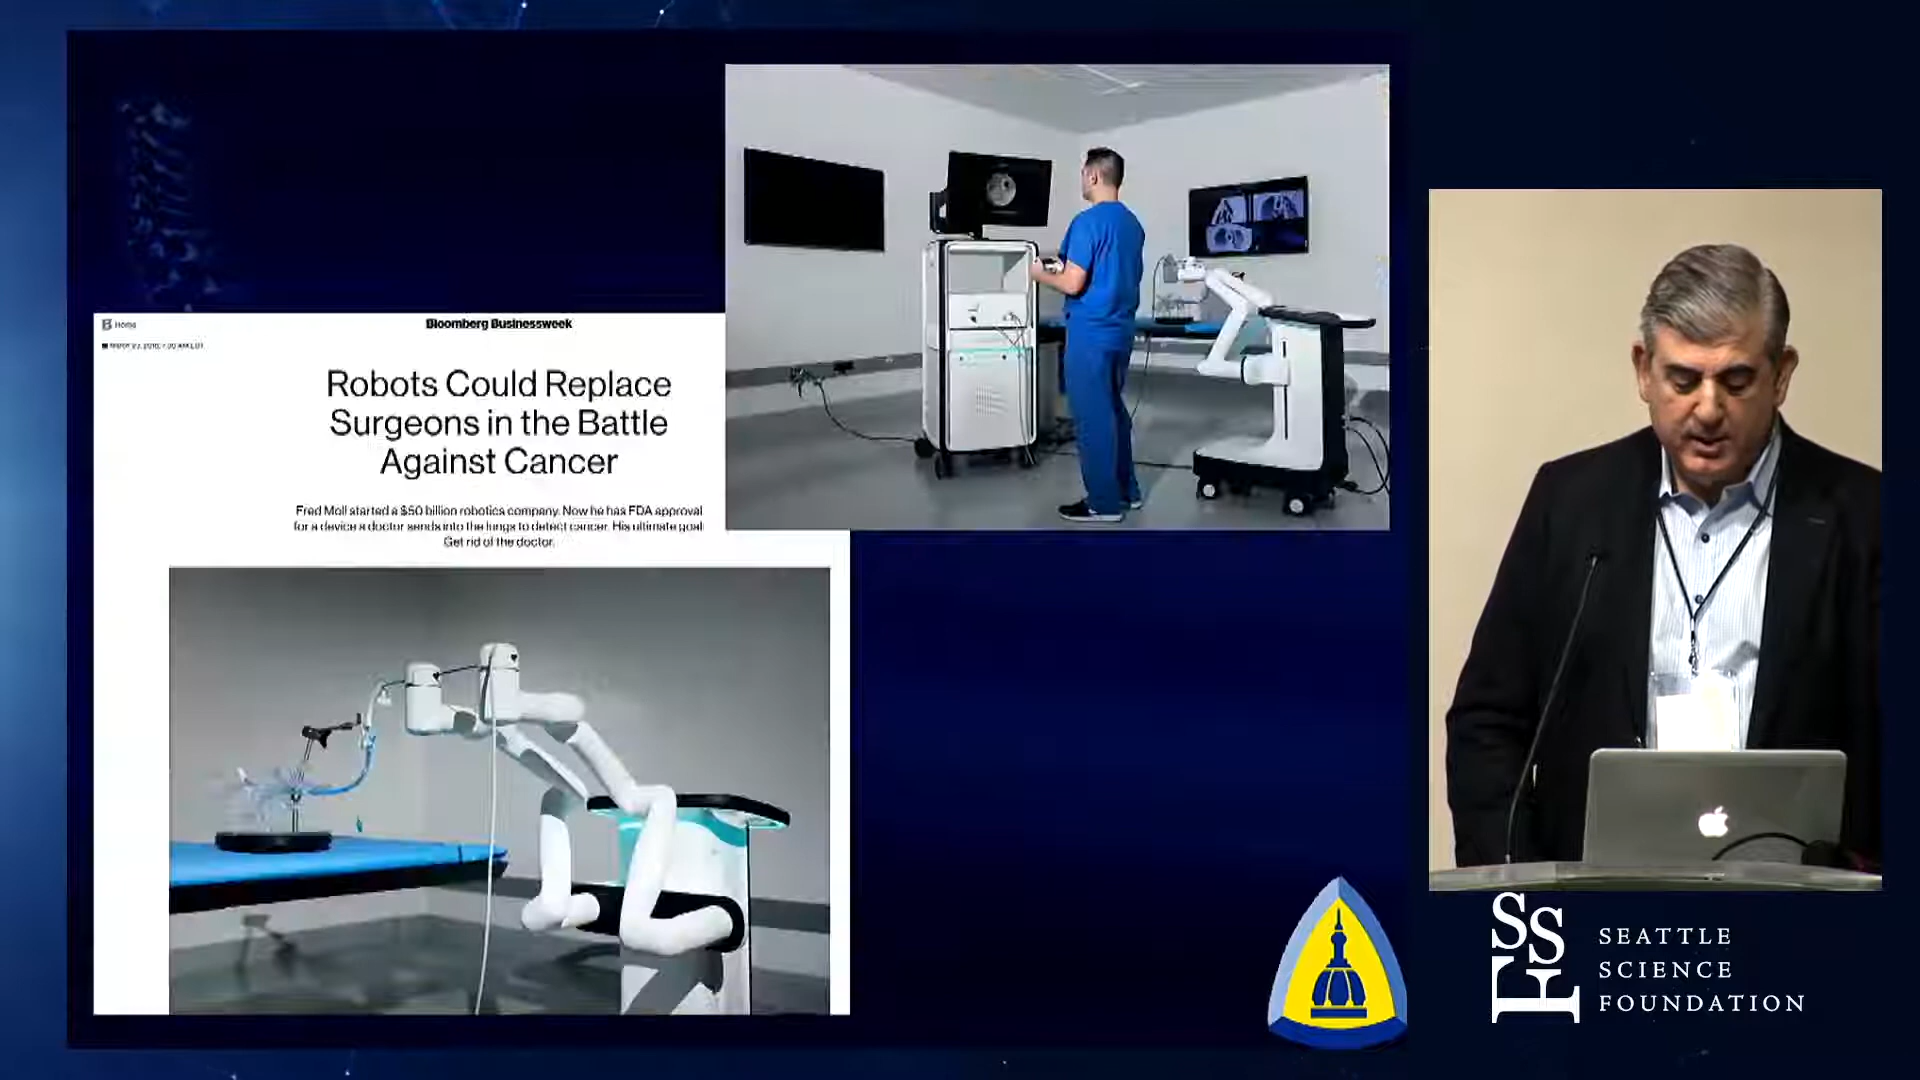 Home
Bloomberg Businessweek
Robots Could Replace
Surgeons in the Battle
Against Cancer
Fred Moll started a $50 billion robotics company. Now he has FDA approval
for a device a doctor sends into the lungs to detect cancer. His ultimate goal:
Get rid of the doctor.
SSF
SEATTLE
SCIENCE
FOUNDATION